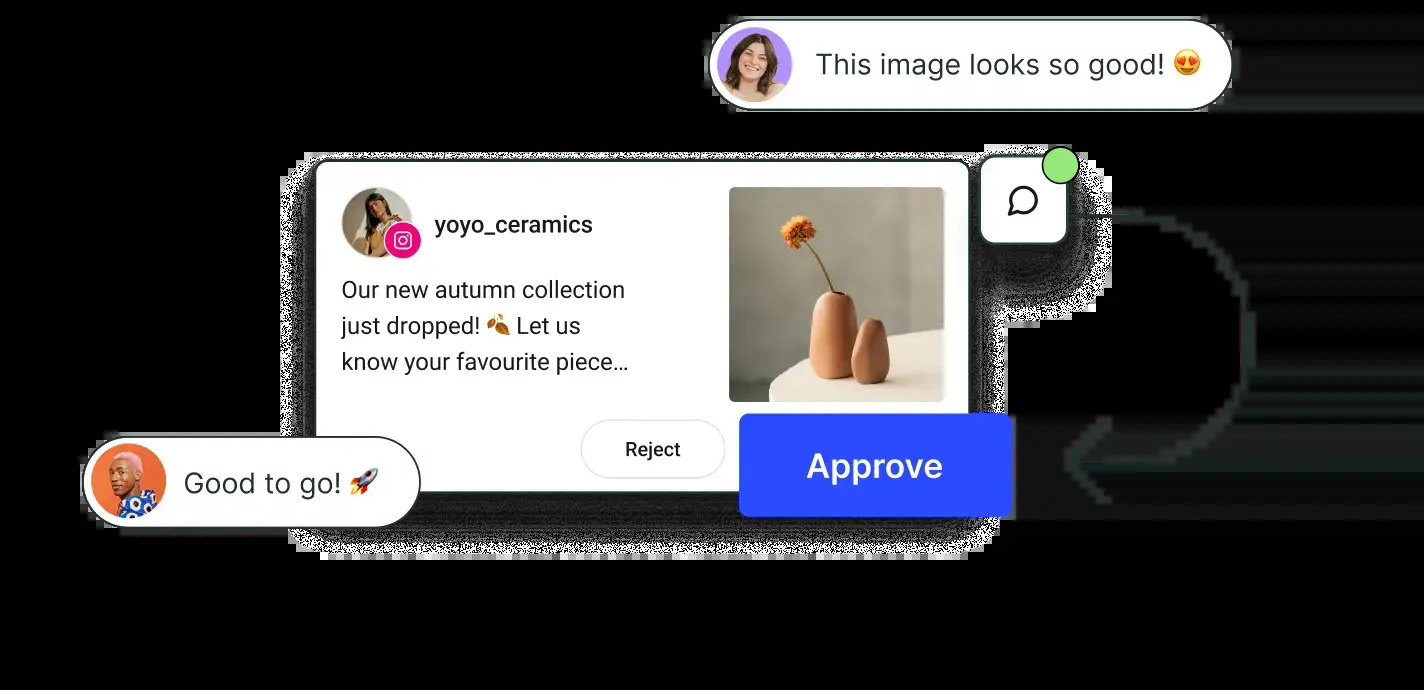 This image looks so good! 😍
yoyo_ceramics
Our new autumn collection
just dropped! 🍂 Let us
know your favourite piece...
Reject
Approve
Good to go! 🚀